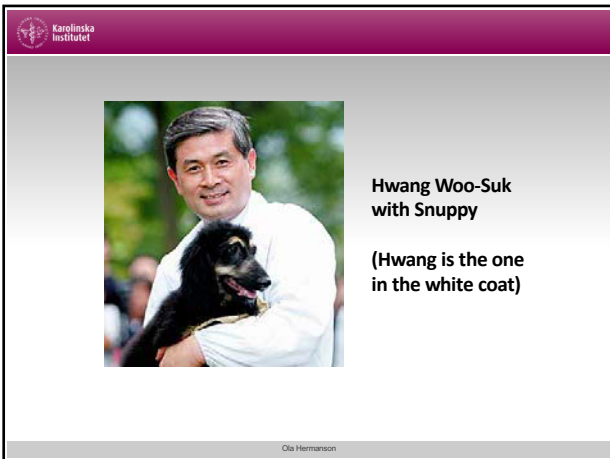 Karolinska
Institutet
Hwang Woo-Suk
with Snuppy
(Hwang is the one
in the white coat)
Ola Hermanson